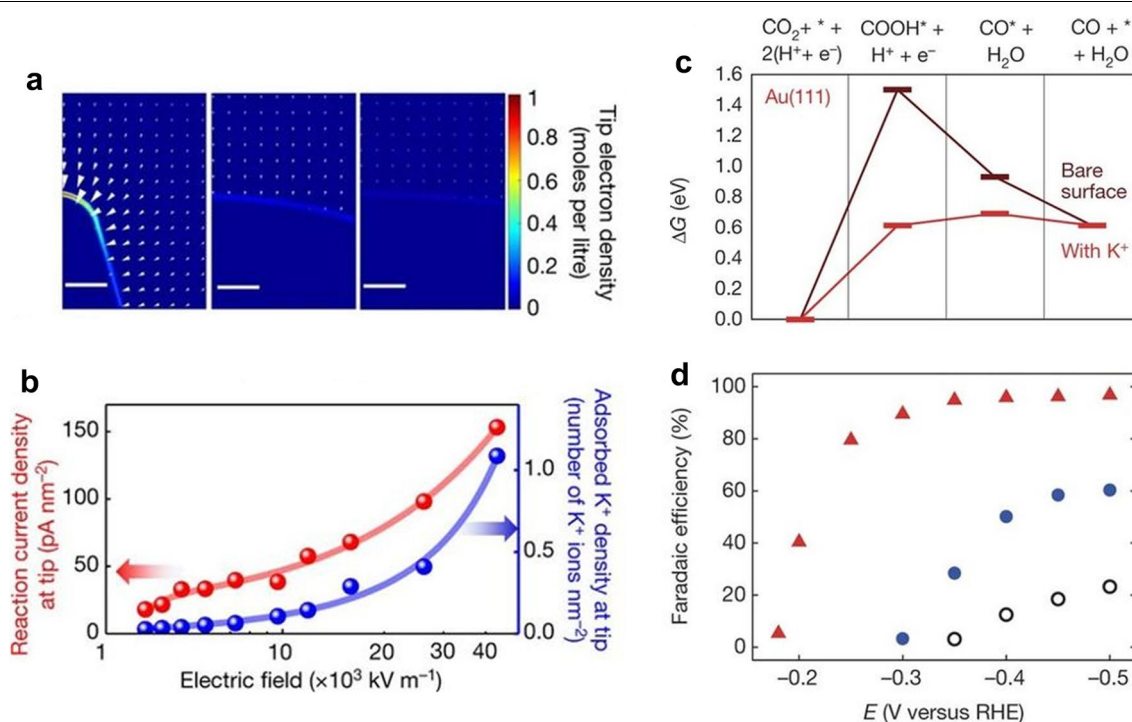 a
1
0.8
0.6
0.4
0.2
0
Tip electron density
(moles per litre)
b
Reaction current density
at tip (pA nm⁻²)
150
100
50
0
1
10
20
30
40
Electric field (×10³ kV m⁻¹)
1.0
0.5
0.0
Adsorbed K⁺ density at tip
(number of K⁺ ions nm⁻²)
c
CO₂+ * +
2(H⁺+ e⁻)
COOH* +
H⁺ + e⁻
CO* +
H₂O
CO + *
+ H₂O
ΔG (eV)
1.6
1.4
1.2
1.0
0.8
0.6
0.4
0.2
0.0
Au(111)
Bare
surface
With K⁺
d
Faradaic efficiency (%)
100
80
60
40
20
0
−0.2
−0.3
−0.4
−0.5
E (V versus RHE)